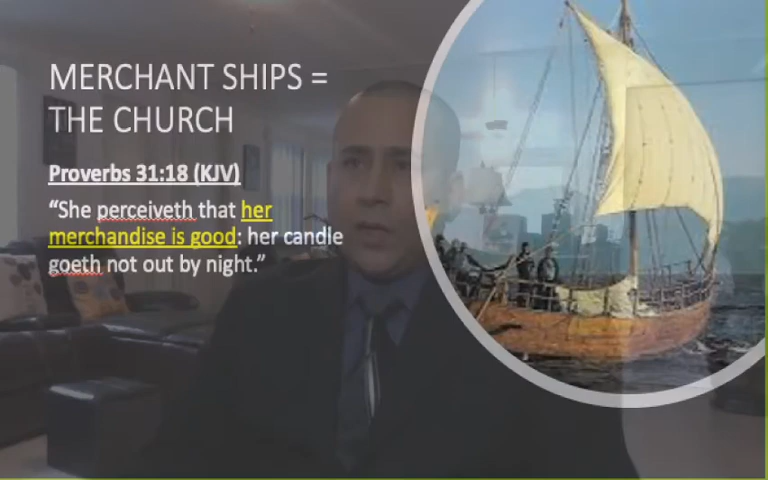 MERCHANT SHIPS =
THE CHURCH
Proverbs 31:18 (KJV)
“She perceiveth that her
merchandise is good: her candle
goeth not out by night.”